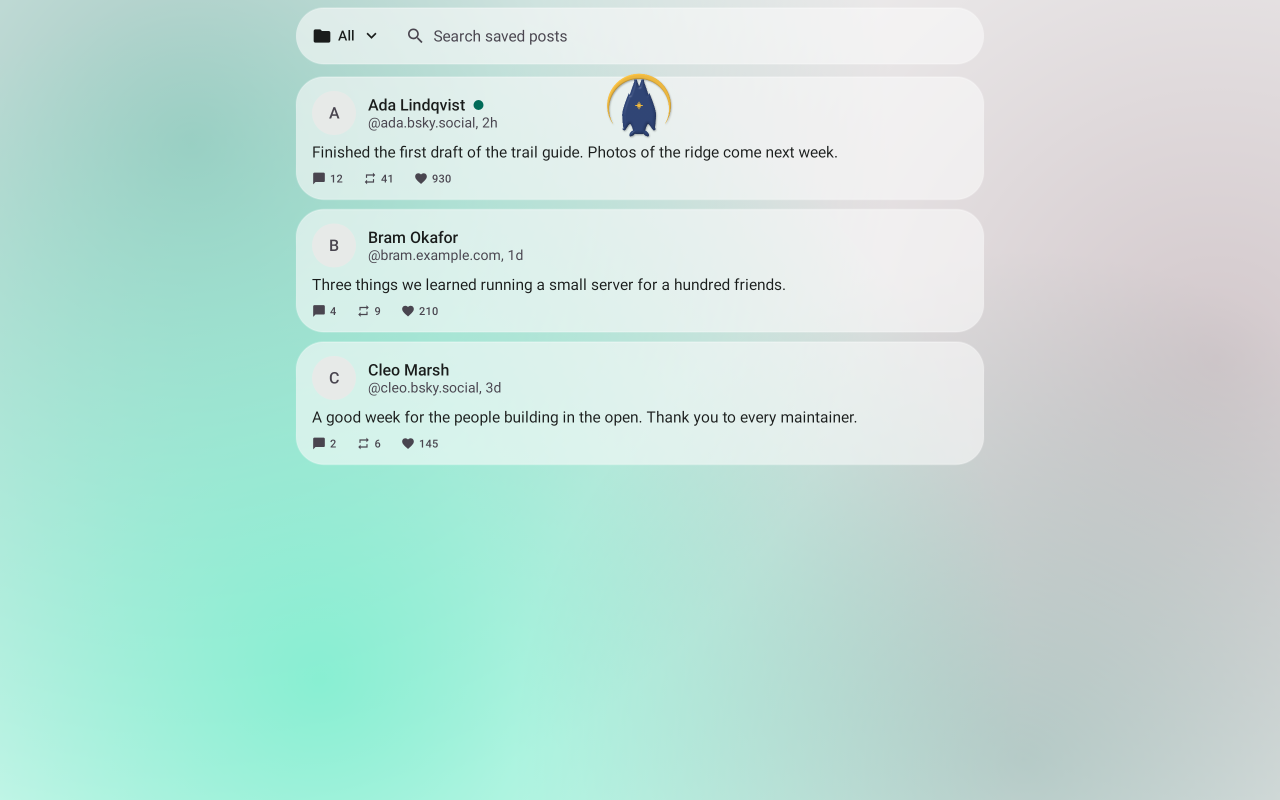 All
Search saved posts
A
Ada Lindqvist
@ada.bsky.social, 2h
Finished the first draft of the trail guide. Photos of the ridge come next week.
12 41 930
B
Bram Okafor
@bram.example.com, 1d
Three things we learned running a small server for a hundred friends.
4 9 210
C
Cleo Marsh
@cleo.bsky.social, 3d
A good week for the people building in the open. Thank you to every maintainer.
2 6 145